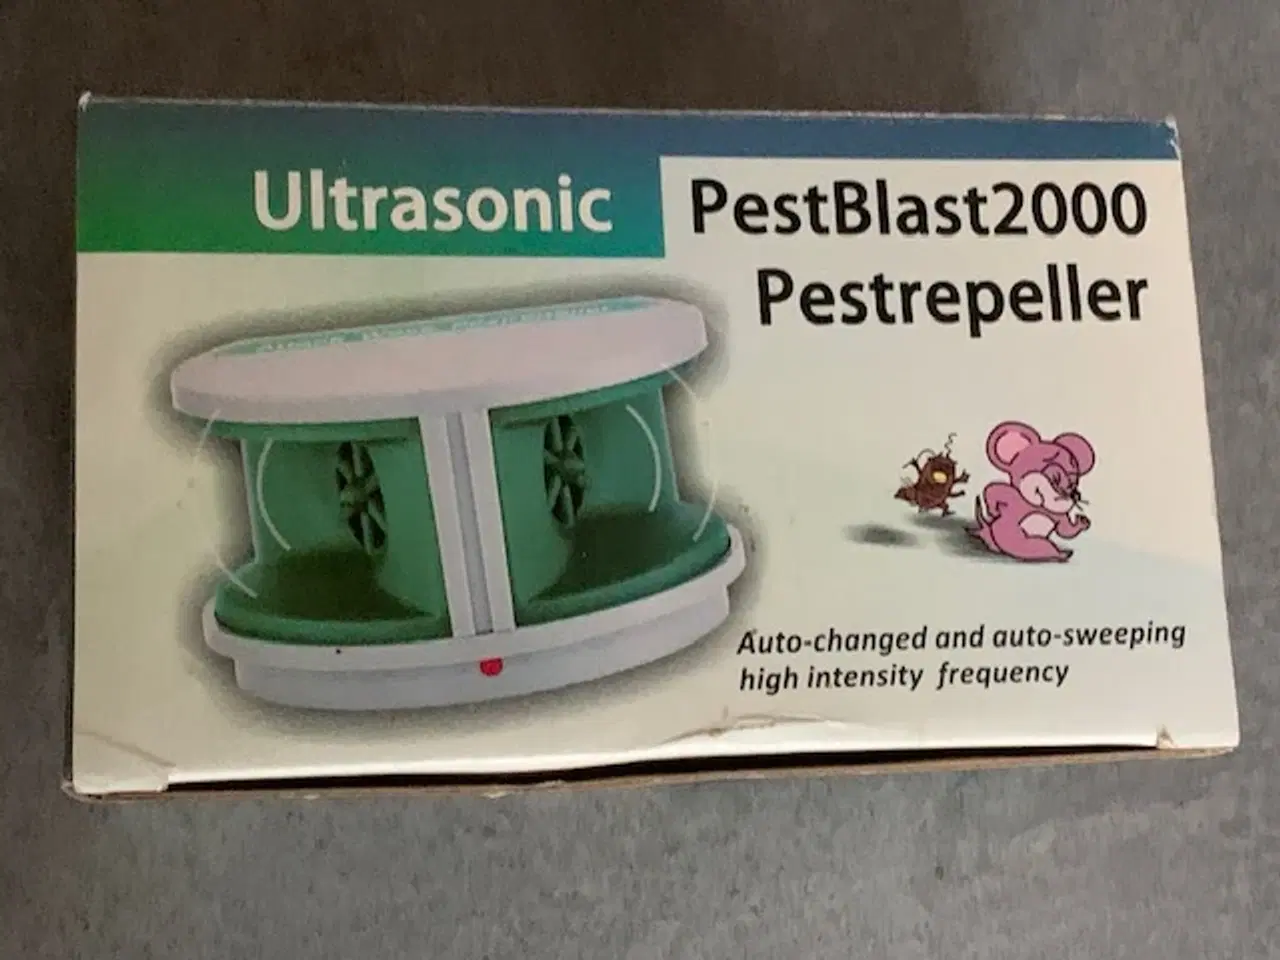 Ultrasonic
PestBlast2000
Pestrepeller
Auto-changed and auto-sweeping
high intensity frequency